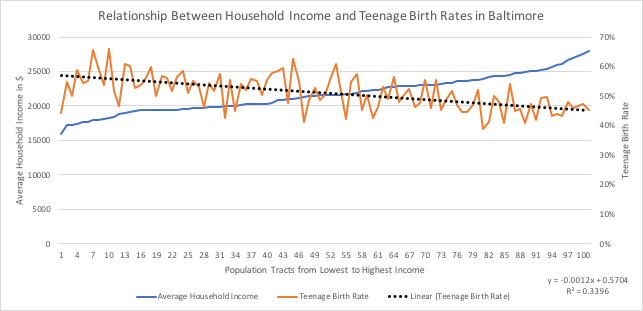 Relationship Between Household Income and Teenage Birth Rates in Baltimore
30000
25000
20000
15000
10000
5000
0
Average Household Income in $
70%
60%
50%
40%
30%
20%
10%
0%
Teenage Birth Rate
1 4 7 10 13 16 19 22 25 28 31 34 37 40 43 46 49 52 55 58 61 64 67 70 73 76 79 82 85 88 91 94 97 100
Population Tracts from Lowest to Highest Income
y = -0.0012x + 0.5704
R² = 0.3396
Average Household Income Teenage Birth Rate Linear (Teenage Birth Rate)